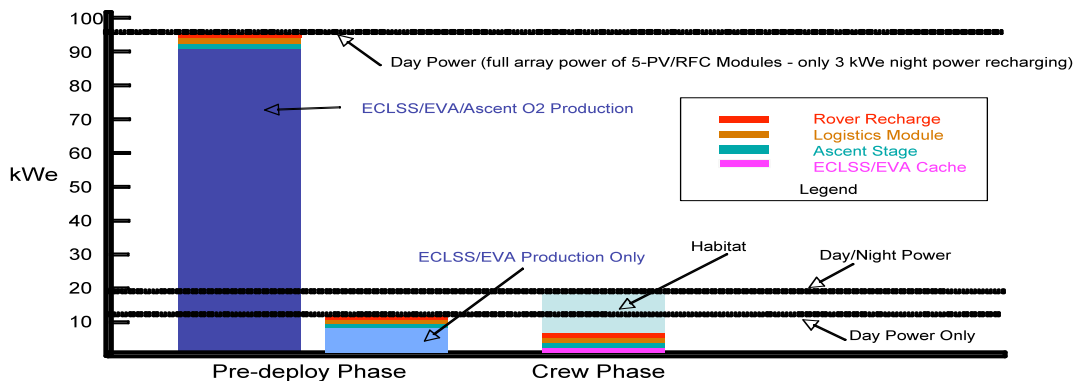 100
90
80
70
60
50
40
30
20
10
kWe
Day Power (full array power of 5-PV/RFC Modules - only 3 kWe night power recharging)
ECLSS/EVA/Ascent O2 Production
Rover Recharge
Logistics Module
Ascent Stage
ECLSS/EVA Cache
Legend
ECLSS/EVA Production Only
Habitat
Day/Night Power
Day Power Only
Pre-deploy Phase
Crew Phase